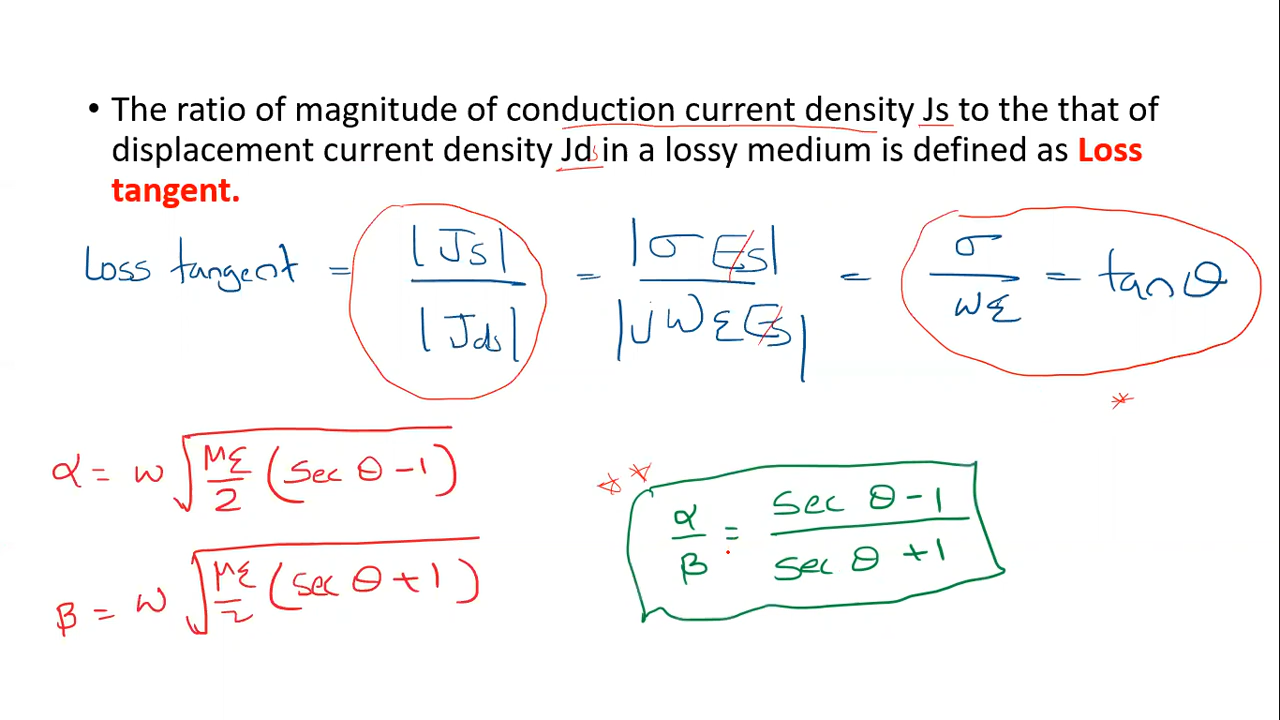 • The ratio of magnitude of conduction current density Js to the that of
displacement current density Jds in a lossy medium is defined as Loss
tangent.
Loss tangent = |Js| / |Jds| = |σ Es| / |jωε Es| = σ / ωε = tan θ
*
α = ω √(με/2 (sec θ − 1))
** α/β = sec θ − 1 / sec θ + 1
β = ω √(με/2 (sec θ + 1))